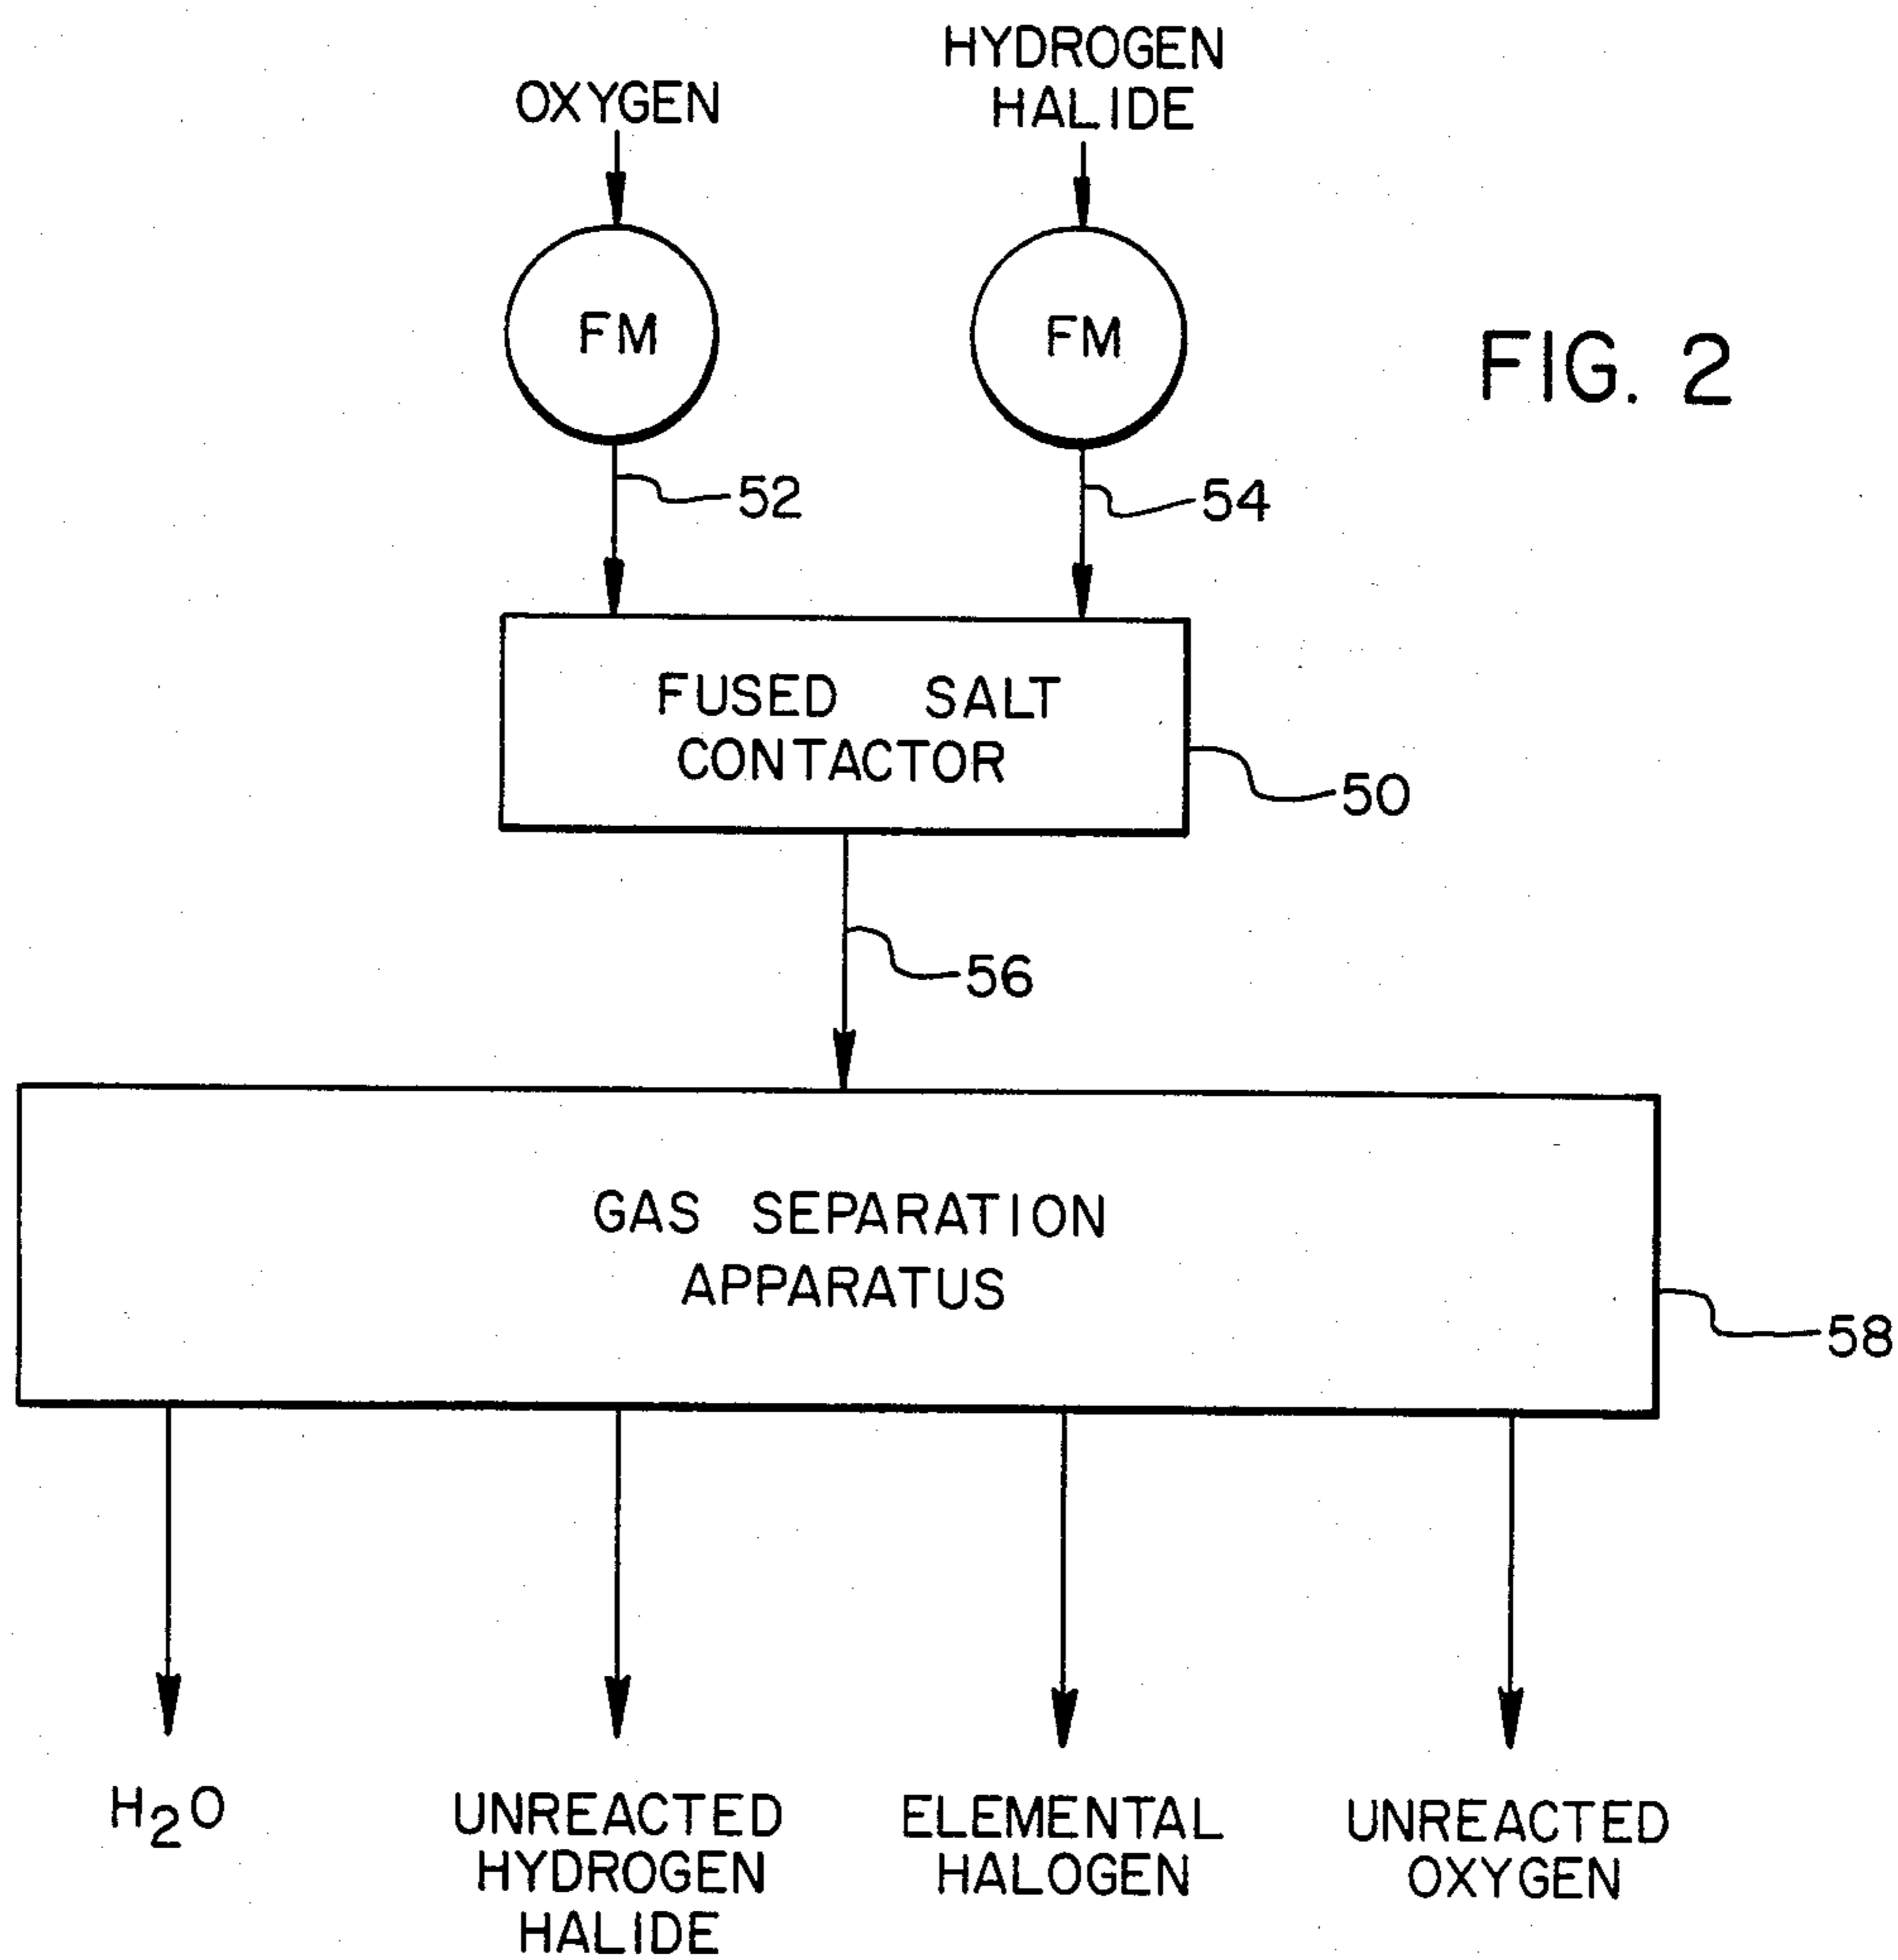 OXYGEN
HYDROGEN
HALIDE
FM
FM
FIG. 2
52
54
FUSED SALT
CONTACTOR
50
56
GAS SEPARATION
APPARATUS
58
H2O
UNREACTED
HYDROGEN
HALIDE
ELEMENTAL
HALOGEN
UNREACTED
OXYGEN